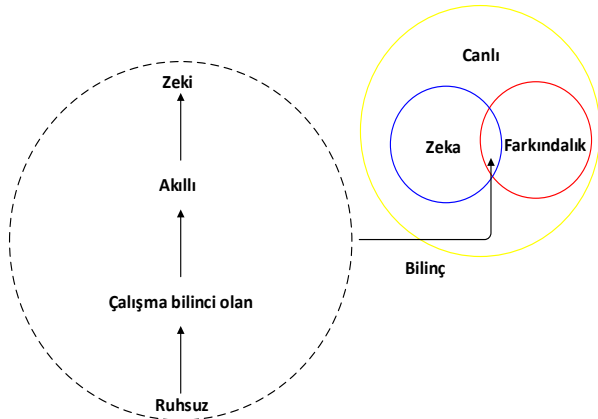 Zeki
Akıllı
Çalışma bilinci olan
Ruhsuz
Canlı
Zeka
Farkındalık
Bilinç